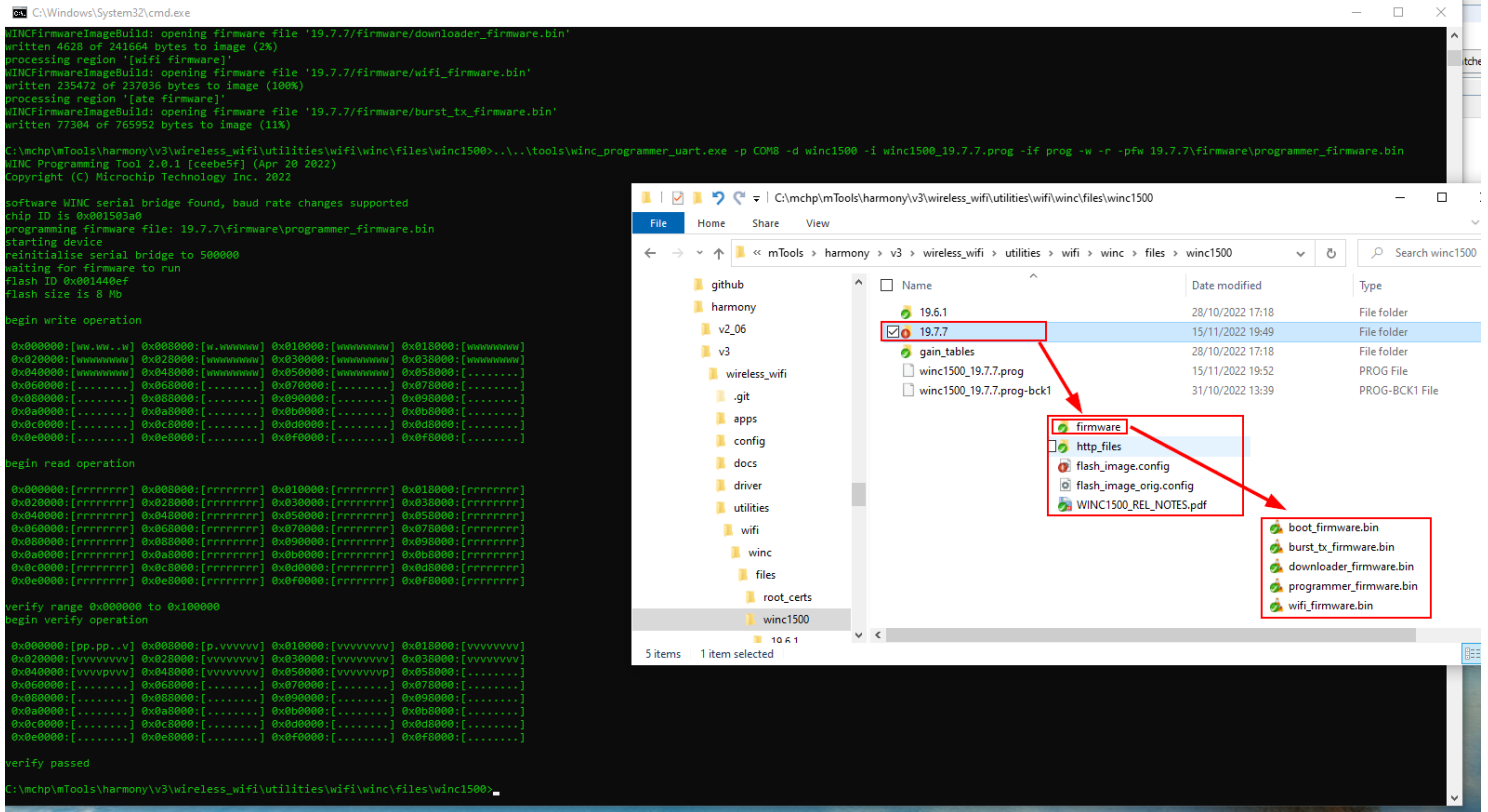 C:\Windows\System32\cmd.exe
WINCFirmwareImageBuild: opening firmware file '19.7.7/firmware/downloader_firmware.bin'
written 4628 of 241664 bytes to image (2%)
processing region '[wifi firmware]'
WINCFirmwareImageBuild: opening firmware file '19.7.7/firmware/wifi_firmware.bin'
written 235472 of 237036 bytes to image (100%)
processing region '[ate firmware]'
WINCFirmwareImageBuild: opening firmware file '19.7.7/firmware/burst_tx_firmware.bin'
written 77304 of 765952 bytes to image (11%)
C:\mchp\mTools\harmony\v3\wireless_wifi\utilities\wifi\winc\files\winc1500>..\..\tools\winc_programmer_uart.exe -p COM8 -d winc1500 -i winc1500_19.7.7.prog -if prog -w -r -pfw 19.7.7\firmware\programmer_firmware.bin
WINC Programming Tool 2.0.1 [ceebe5f] (Apr 20 2022)
Copyright (C) Microchip Technology Inc. 2022
software WINC serial bridge found, baud rate changes supported
chip ID is 0x001503a0
programming firmware file: 19.7.7\firmware\programmer_firmware.bin
starting device
reinitialise serial bridge to 500000
waiting for firmware to run
flash ID 0x001440ef
flash size is 8 Mb
begin write operation
0x000000:[ww.ww..w] 0x008000:[w.wwwwww] 0x010000:[wwwwwwww] 0x018000:[wwwwwwww]
0x020000:[wwwwwwww] 0x028000:[wwwwwwww] 0x030000:[wwwwwwww] 0x038000:[wwwwwwww]
0x040000:[wwwwwwww] 0x048000:[wwwwwwww] 0x050000:[wwwwwwww] 0x058000:[........]
0x060000:[........] 0x068000:[........] 0x070000:[........] 0x078000:[........]
0x080000:[........] 0x088000:[........] 0x090000:[........] 0x098000:[........]
0x0a0000:[........] 0x0a8000:[........] 0x0b0000:[........] 0x0b8000:[........]
0x0c0000:[........] 0x0c8000:[........] 0x0d0000:[........] 0x0d8000:[........]
0x0e0000:[........] 0x0e8000:[........] 0x0f0000:[........] 0x0f8000:[........]
begin read operation
0x000000:[rrrrrrrr] 0x008000:[rrrrrrrr] 0x010000:[rrrrrrrr] 0x018000:[rrrrrrrr]
0x020000:[rrrrrrrr] 0x028000:[rrrrrrrr] 0x030000:[rrrrrrrr] 0x038000:[rrrrrrrr]
0x040000:[rrrrrrrr] 0x048000:[rrrrrrrr] 0x050000:[rrrrrrrr] 0x058000:[rrrrrrrr]
0x060000:[rrrrrrrr] 0x068000:[rrrrrrrr] 0x070000:[rrrrrrrr] 0x078000:[rrrrrrrr]
0x080000:[rrrrrrrr] 0x088000:[rrrrrrrr] 0x090000:[rrrrrrrr] 0x098000:[rrrrrrrr]
0x0a0000:[rrrrrrrr] 0x0a8000:[rrrrrrrr] 0x0b0000:[rrrrrrrr] 0x0b8000:[rrrrrrrr]
0x0c0000:[rrrrrrrr] 0x0c8000:[rrrrrrrr] 0x0d0000:[rrrrrrrr] 0x0d8000:[rrrrrrrr]
0x0e0000:[rrrrrrrr] 0x0e8000:[rrrrrrrr] 0x0f0000:[rrrrrrrr] 0x0f8000:[rrrrrrrr]
verify range 0x000000 to 0x100000
begin verify operation
0x000000:[pp.pp..v] 0x008000:[p.vvvvvv] 0x010000:[vvvvvvvv] 0x018000:[vvvvvvvv]
0x020000:[vvvvvvvv] 0x028000:[vvvvvvvv] 0x030000:[vvvvvvvv] 0x038000:[vvvvvvvv]
0x040000:[vvvvpvvv] 0x048000:[vvvvvvvv] 0x050000:[vvvvvvvp] 0x058000:[........]
0x060000:[........] 0x068000:[........] 0x070000:[........] 0x078000:[........]
0x080000:[........] 0x088000:[........] 0x090000:[........] 0x098000:[........]
0x0a0000:[........] 0x0a8000:[........] 0x0b0000:[........] 0x0b8000:[........]
0x0c0000:[........] 0x0c8000:[........] 0x0d0000:[........] 0x0d8000:[........]
0x0e0000:[........] 0x0e8000:[........] 0x0f0000:[........] 0x0f8000:[........]
verify passed
C:\mchp\mTools\harmony\v3\wireless_wifi\utilities\wifi\winc\files\winc1500>
C:\mchp\mTools\harmony\v3\wireless_wifi\utilities\wifi\winc\files\winc1500
File Home Share View
« mTools > harmony > v3 > wireless_wifi > utilities > wifi > winc > files > winc1500
Search winc1500
github
harmony
v2_06
v3
wireless_wifi
.git
apps
config
docs
driver
utilities
wifi
winc
files
root_certs
winc1500
19.6.1
Name Date modified Type
19.6.1 28/10/2022 17:18 File folder
19.7.7 15/11/2022 19:49 File folder
gain_tables 28/10/2022 17:18 File folder
winc1500_19.7.7.prog 15/11/2022 19:52 PROG File
winc1500_19.7.7.prog-bck1 31/10/2022 13:39 PROG-BCK1 File
firmware
http_files
flash_image.config
flash_image_orig.config
WINC1500_REL_NOTES.pdf
boot_firmware.bin
burst_tx_firmware.bin
downloader_firmware.bin
programmer_firmware.bin
wifi_firmware.bin
5 items 1 item selected